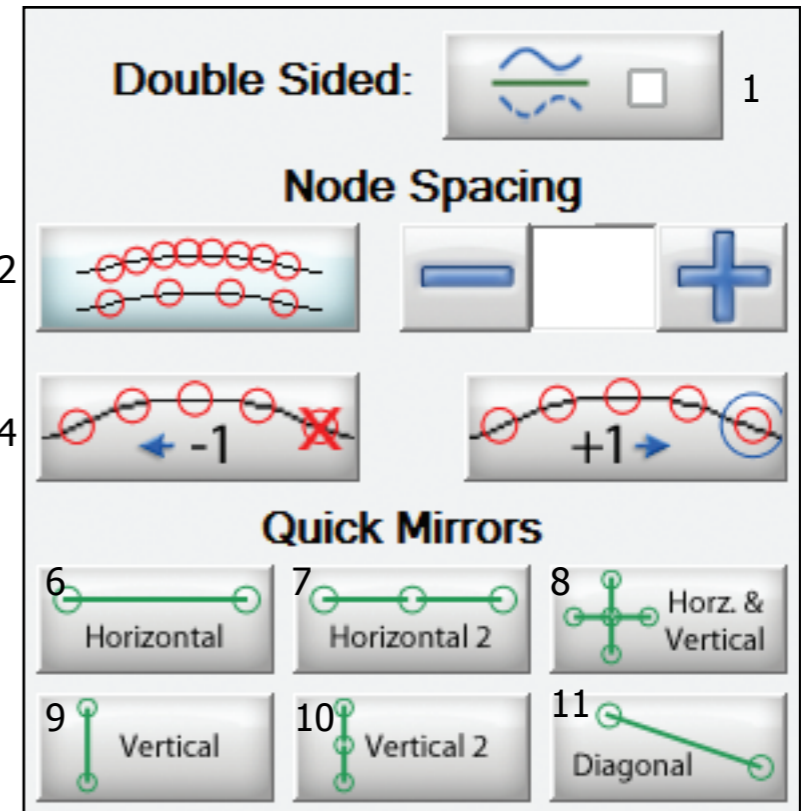 Double Sided:
1
Node Spacing
2
4
-1
+1
Quick Mirrors
6
Horizontal
7
Horizontal 2
8
Horz. &
Vertical
9
Vertical
10
Vertical 2
11
Diagonal